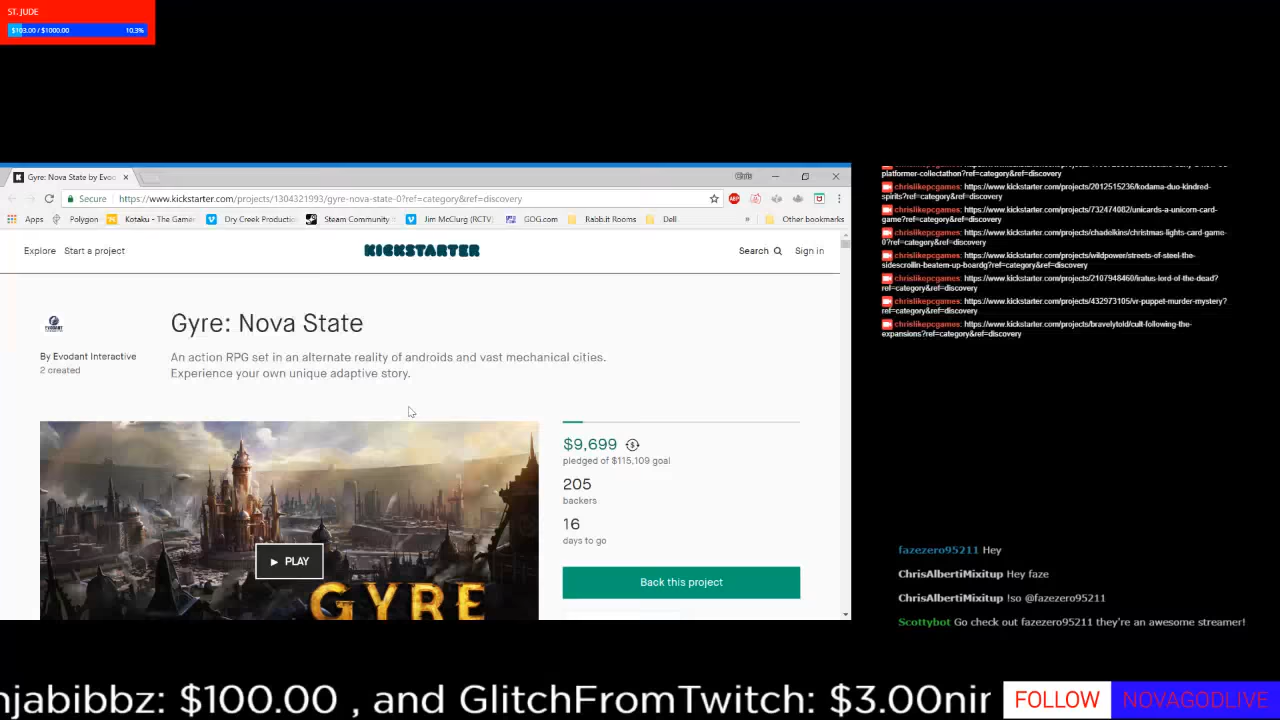 ST. JUDE
$103.00 / $1000.00 10.3%
Gyre: Nova State by Evo
Chris
Secure https://www.kickstarter.com/projects/1304321993/gyre-nova-state-0?ref=category&ref=discovery
Apps Polygon Kotaku - The Game Dry Creek Production Steam Community Jim McClurg (RCTV) GOG.com Rabb.it Rooms Dell » Other bookmarks
Explore Start a project KICKSTARTER Search Sign in
Gyre: Nova State
By Evodant Interactive
2 created
An action RPG set in an alternate reality of androids and vast mechanical cities.
Experience your own unique adaptive story.
PLAY
GYRE
$9,699
pledged of $115,109 goal
205
backers
16
days to go
Back this project
platformer-collectathon?ref=category&ref=discovery
chrislikepcgames: https://www.kickstarter.com/projects/2012515236/kodama-duo-kindred-
spirits?ref=category&ref=discovery
chrislikepcgames: https://www.kickstarter.com/projects/732474082/unicards-a-unicorn-card-
game?ref=category&ref=discovery
chrislikepcgames: https://www.kickstarter.com/projects/chadelkins/christmas-lights-card-game-
0?ref=category&ref=discovery
chrislikepcgames: https://www.kickstarter.com/projects/wildpower/streets-of-steel-the-
sidescrollin-beatem-up-boardg?ref=category&ref=discovery
chrislikepcgames: https://www.kickstarter.com/projects/2107948460/iratus-lord-of-the-dead?
ref=category&ref=discovery
chrislikepcgames: https://www.kickstarter.com/projects/432973105/vr-puppet-murder-mystery?
ref=category&ref=discovery
chrislikepcgames: https://www.kickstarter.com/projects/bravelytold/cult-following-the-
expansions?ref=category&ref=discovery
fazezero95211 Hey
ChrisAlbertiMixitup Hey faze
ChrisAlbertiMixitup !so @fazezero95211
Scottybot Go check out fazezero95211 they're an awesome streamer!
njabibbz: $100.00 , and GlitchFromTwitch: $3.00nin
FOLLOW NOVAGODLIVE